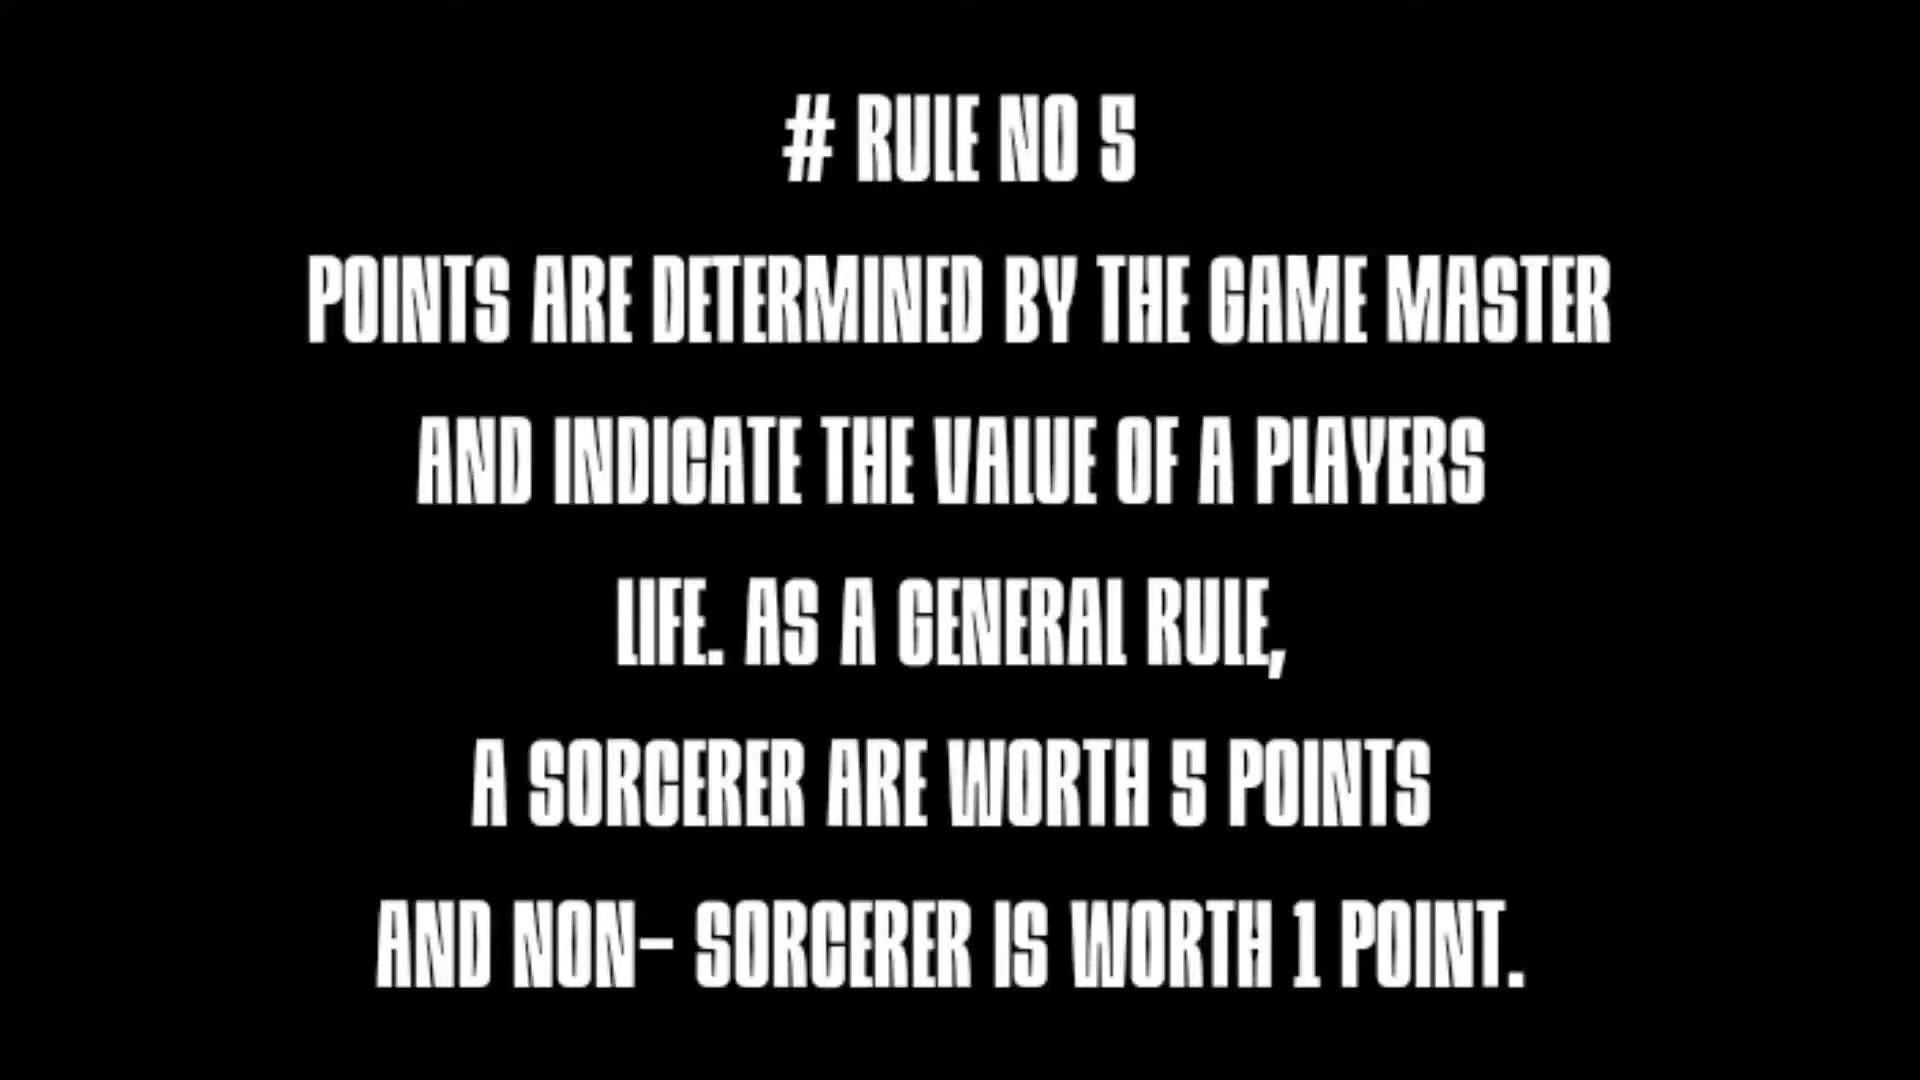 # RULE NO 5
POINTS ARE DETERMINED BY THE GAME MASTER
AND INDICATE THE VALUE OF A PLAYERS
LIFE. AS A GENERAL RULE,
A SORCERER ARE WORTH 5 POINTS
AND NON- SORCERER IS WORTH 1 POINT.